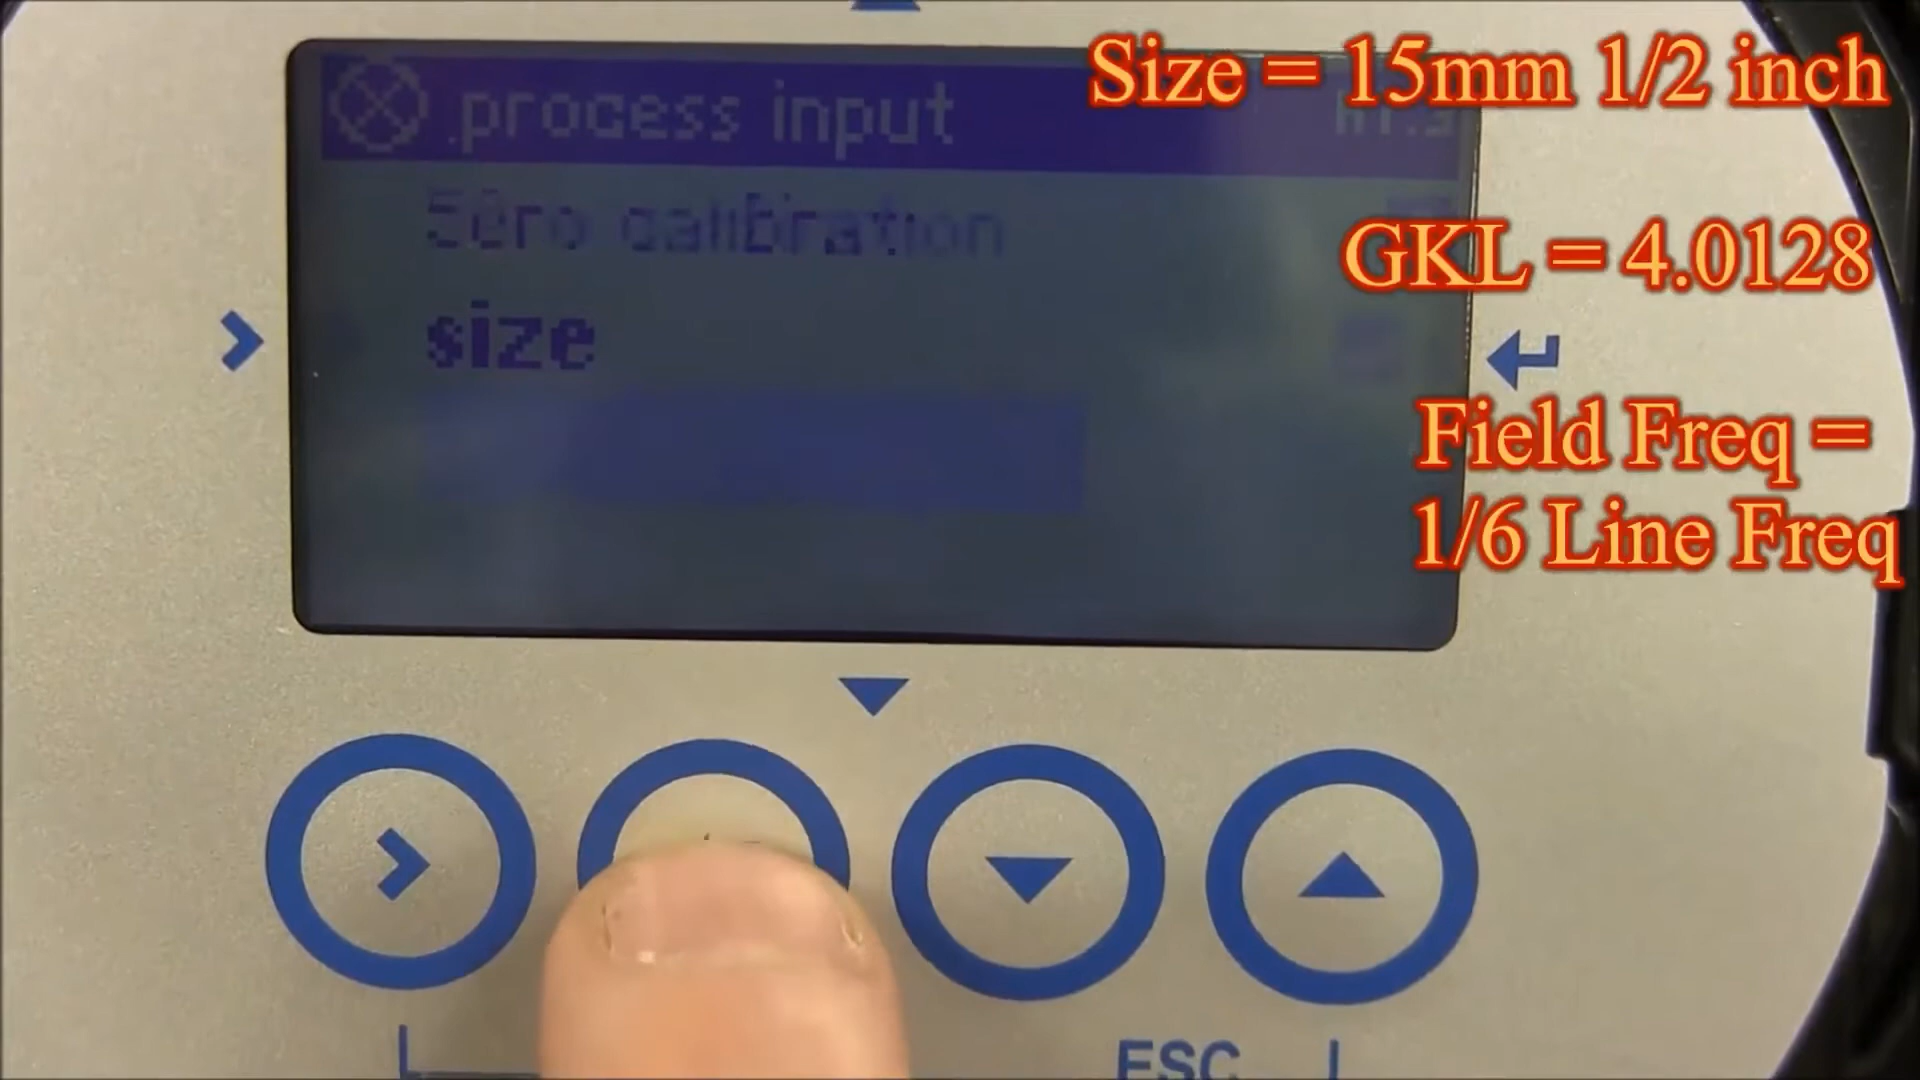 process input
Size = 15mm 1/2 inch
zero calibration
GKL = 4.0128
size
Field Freq =
1/6 Line Freq
ESC